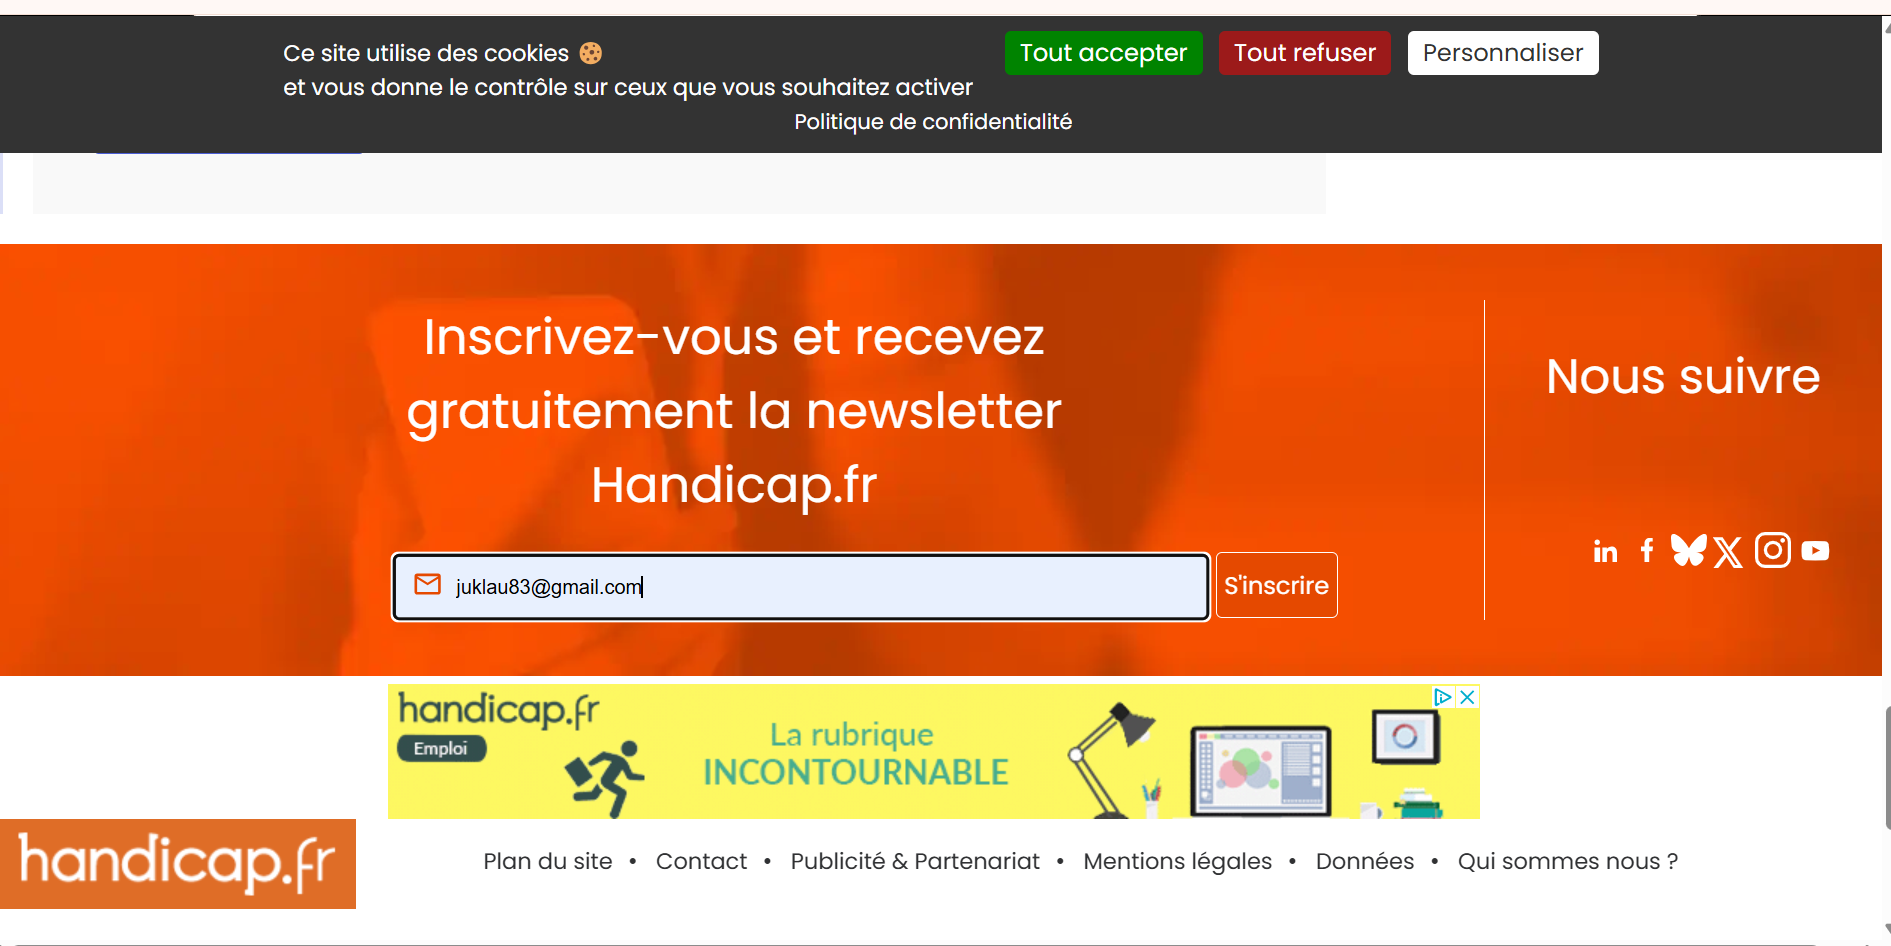 Ce site utilise des cookies 🍪
et vous donne le contrôle sur ceux que vous souhaitez activer
Tout accepter
Tout refuser
Personnaliser
Politique de confidentialité
Inscrivez-vous et recevez
gratuitement la newsletter
Handicap.fr
juklau83@gmail.com
S'inscrire
Nous suivre
handicap.fr
Emploi
La rubrique
INCONTOURNABLE
handicap.fr
Plan du site • Contact • Publicité & Partenariat • Mentions légales • Données • Qui sommes nous ?